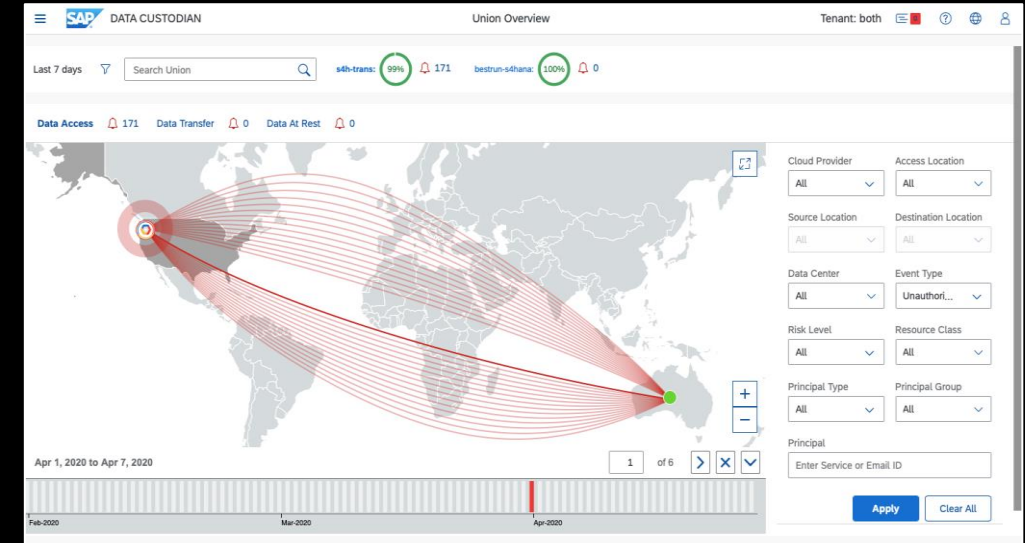 SAP DATA CUSTODIAN Union Overview Tenant: both
Last 7 days Search Union s4h-trans: 99% 171 bestrun-s4hana: 100% 0
Data Access 171 Data Transfer 0 Data At Rest 0
Cloud Provider Access Location
All All
Source Location Destination Location
All All
Data Center Event Type
All Unauthori...
Risk Level Resource Class
All All
Principal Type Principal Group
All All
Principal
Enter Service or Email ID
Apply Clear All
+
−
Apr 1, 2020 to Apr 7, 2020 1 of 6
Feb-2020 Mar-2020 Apr-2020